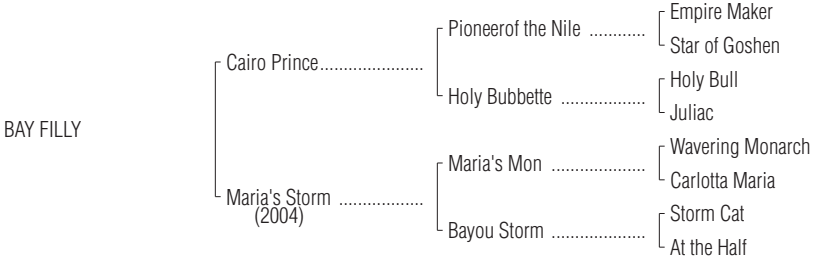 Empire Maker
Pioneerof the Nile ............
Star of Goshen
Cairo Prince......................
Holy Bull
Holy Bubbette ..................
Juliac
BAY FILLY
Wavering Monarch
Maria's Mon ....................
Carlotta Maria
Maria's Storm ..................
(2004)
Storm Cat
Bayou Storm ....................
At the Half